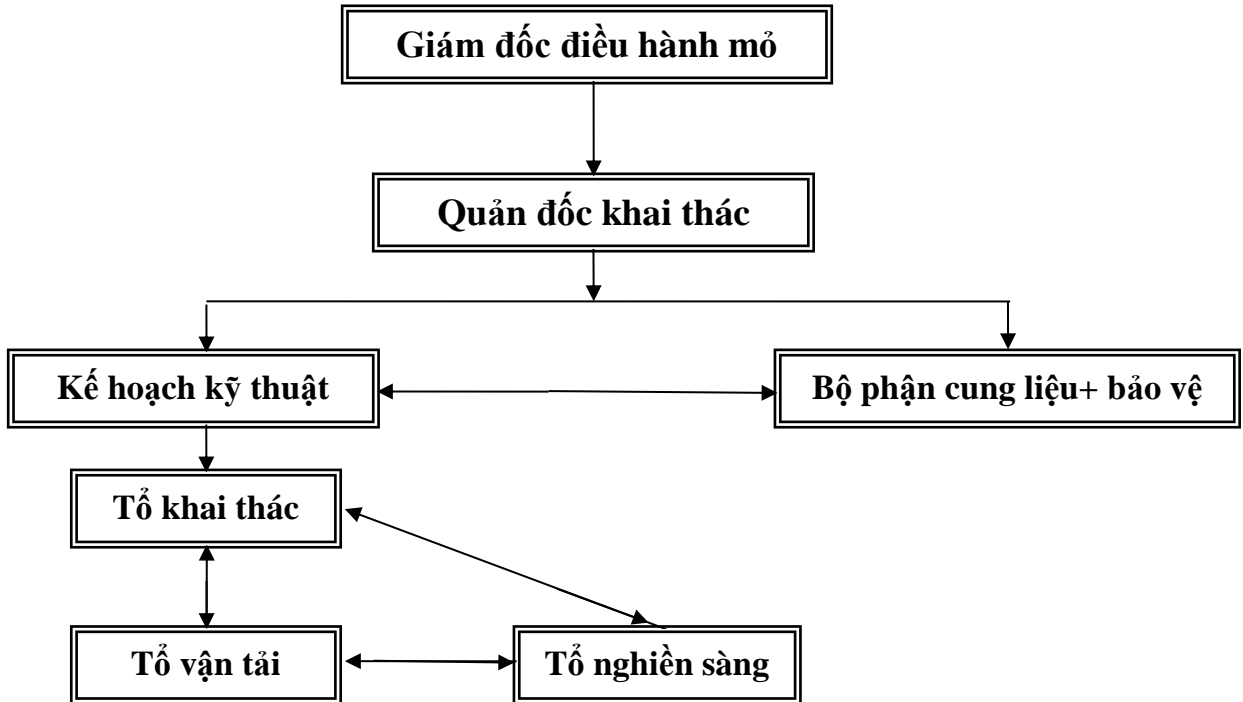 Giám đốc điều hành mỏ
Quản đốc khai thác
Kế hoạch kỹ thuật
Bộ phận cung liệu+ bảo vệ
Tổ khai thác
Tổ vận tải
Tổ nghiền sàng